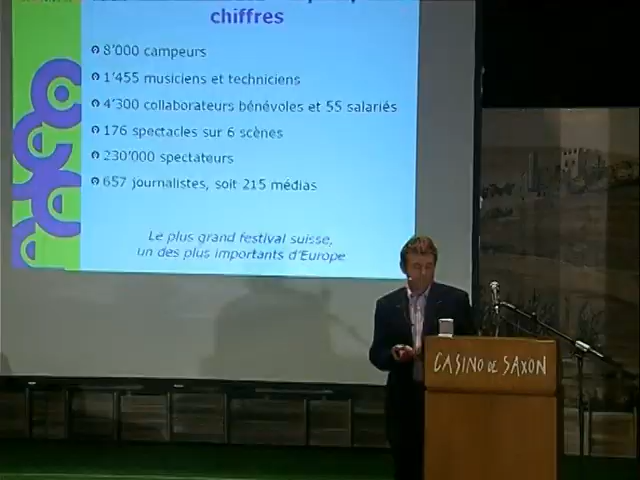 chiffres
8'000 campeurs
1'455 musiciens et techniciens
4'300 collaborateurs bénévoles et 55 salariés
176 spectacles sur 6 scènes
230'000 spectateurs
657 journalistes, soit 215 médias
Le plus grand festival suisse,
un des plus importants d'Europe
CASINO DE SAXON